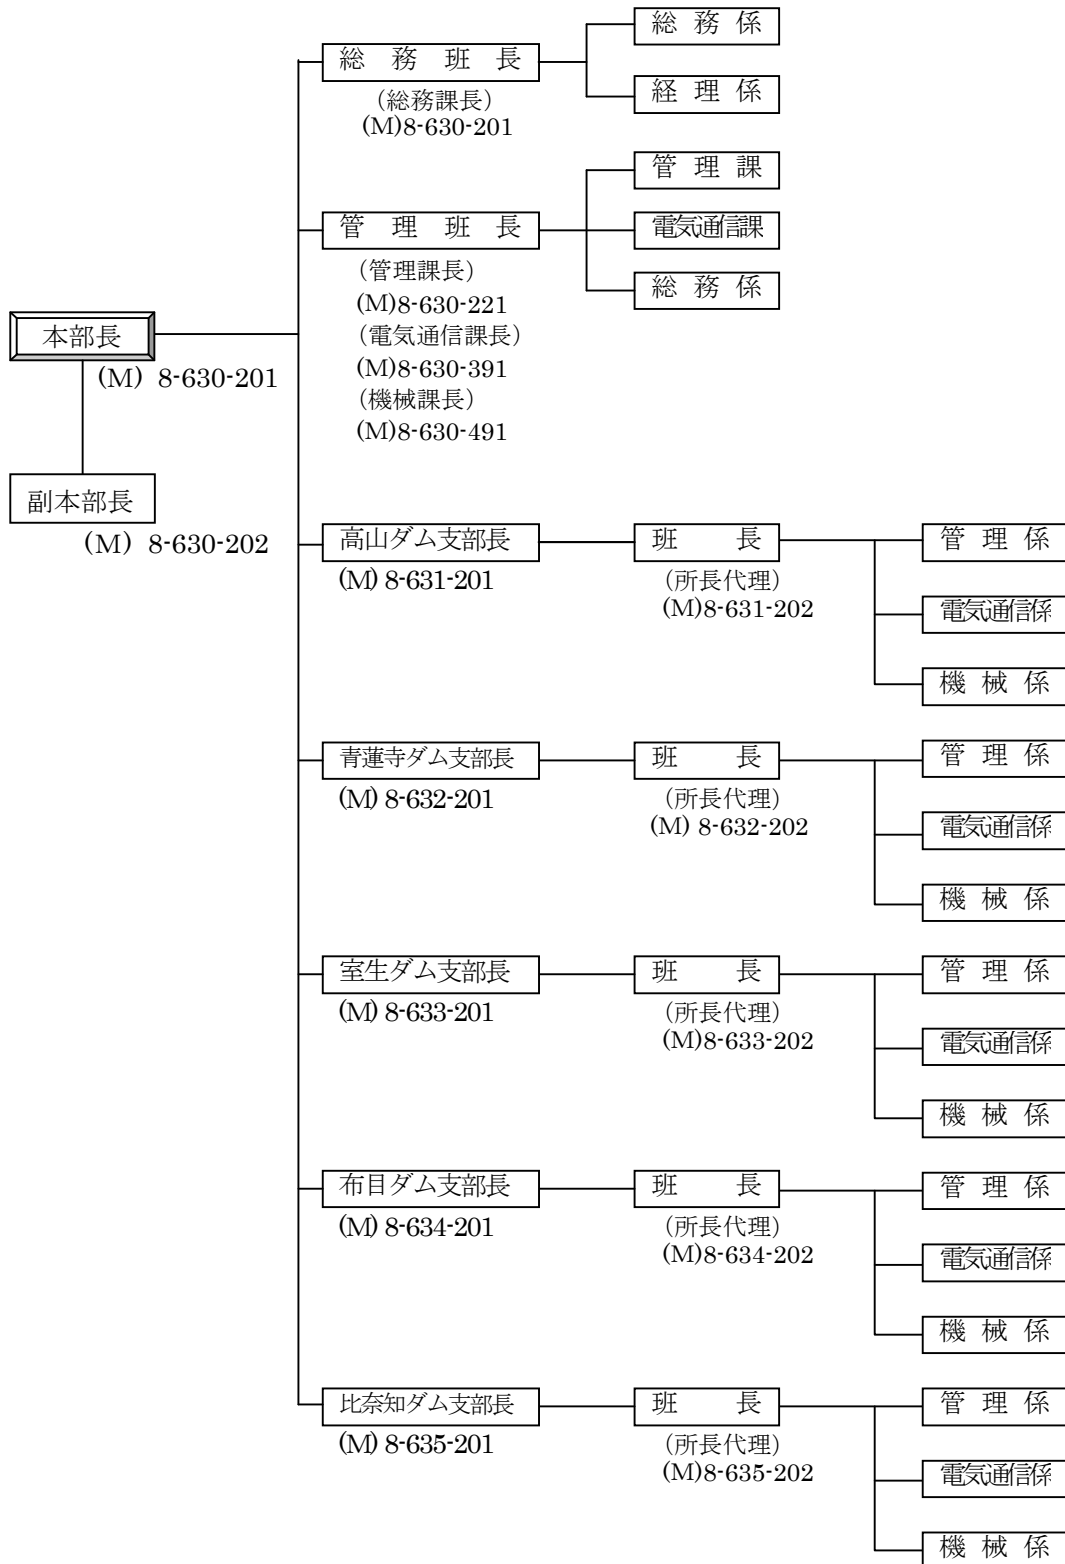 総務係
総務班長
経理係
(総務課長)
(M)8-630-201
管理課
管理班長
電気通信課
総務係
(管理課長)
(M)8-630-221
(電気通信課長)
(M)8-630-391
(機械課長)
(M)8-630-491
本部長
(M) 8-630-201
副本部長
(M) 8-630-202
高山ダム支部長
(M) 8-631-201
班長
(所長代理)
(M)8-631-202
管理係
電気通信係
機械係
青蓮寺ダム支部長
(M) 8-632-201
班長
(所長代理)
(M) 8-632-202
管理係
電気通信係
機械係
室生ダム支部長
(M) 8-633-201
班長
(所長代理)
(M)8-633-202
管理係
電気通信係
機械係
布目ダム支部長
(M) 8-634-201
班長
(所長代理)
(M)8-634-202
管理係
電気通信係
機械係
比奈知ダム支部長
(M) 8-635-201
班長
(所長代理)
(M)8-635-202
管理係
電気通信係
機械係